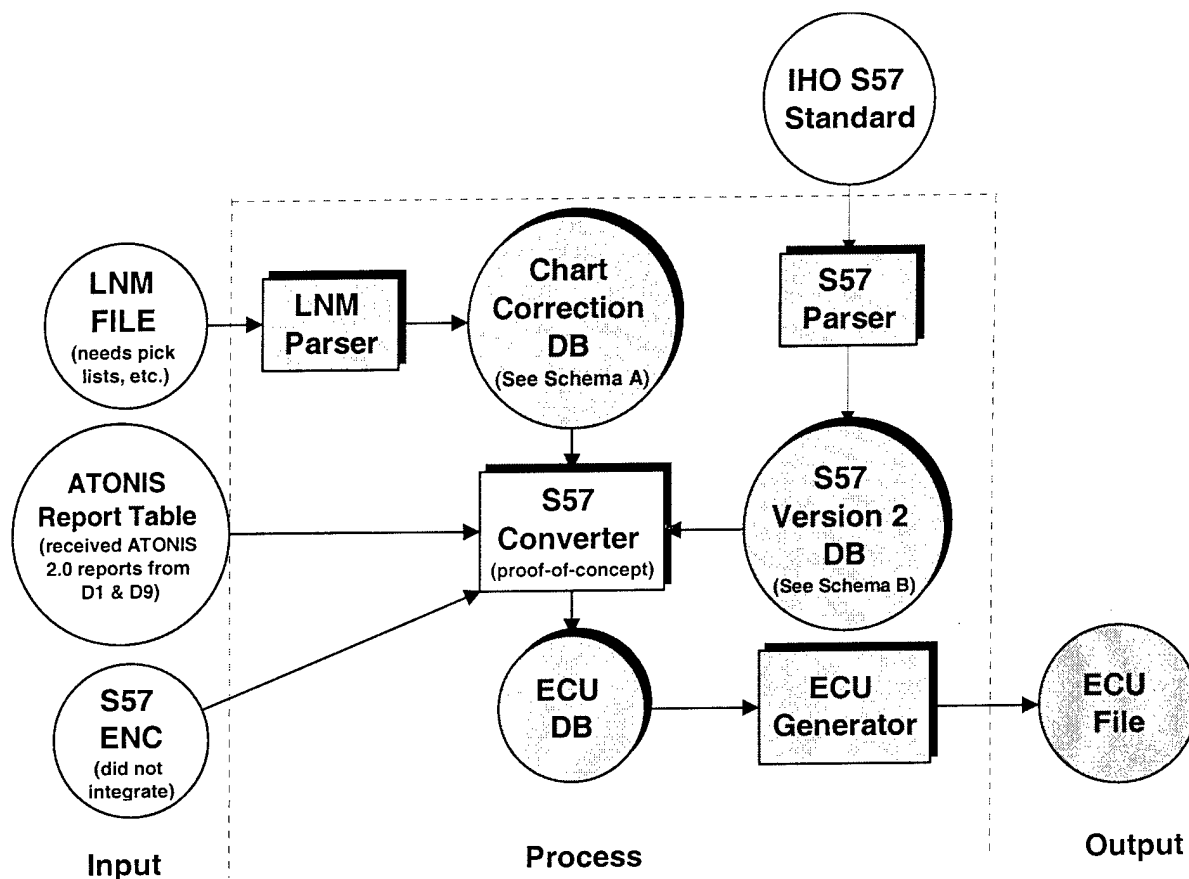 IHO S57
Standard
LNM
FILE
(needs pick
lists, etc.)
LNM
Parser
Chart
Correction
DB
(See Schema A)
S57
Parser
ATONIS
Report Table
(received ATONIS
2.0 reports from
D1 & D9)
S57
Converter
(proof-of-concept)
S57
Version 2
DB
(See Schema B)
S57
ENC
(did not
integrate)
ECU
DB
ECU
Generator
ECU
File
Input
Process
Output